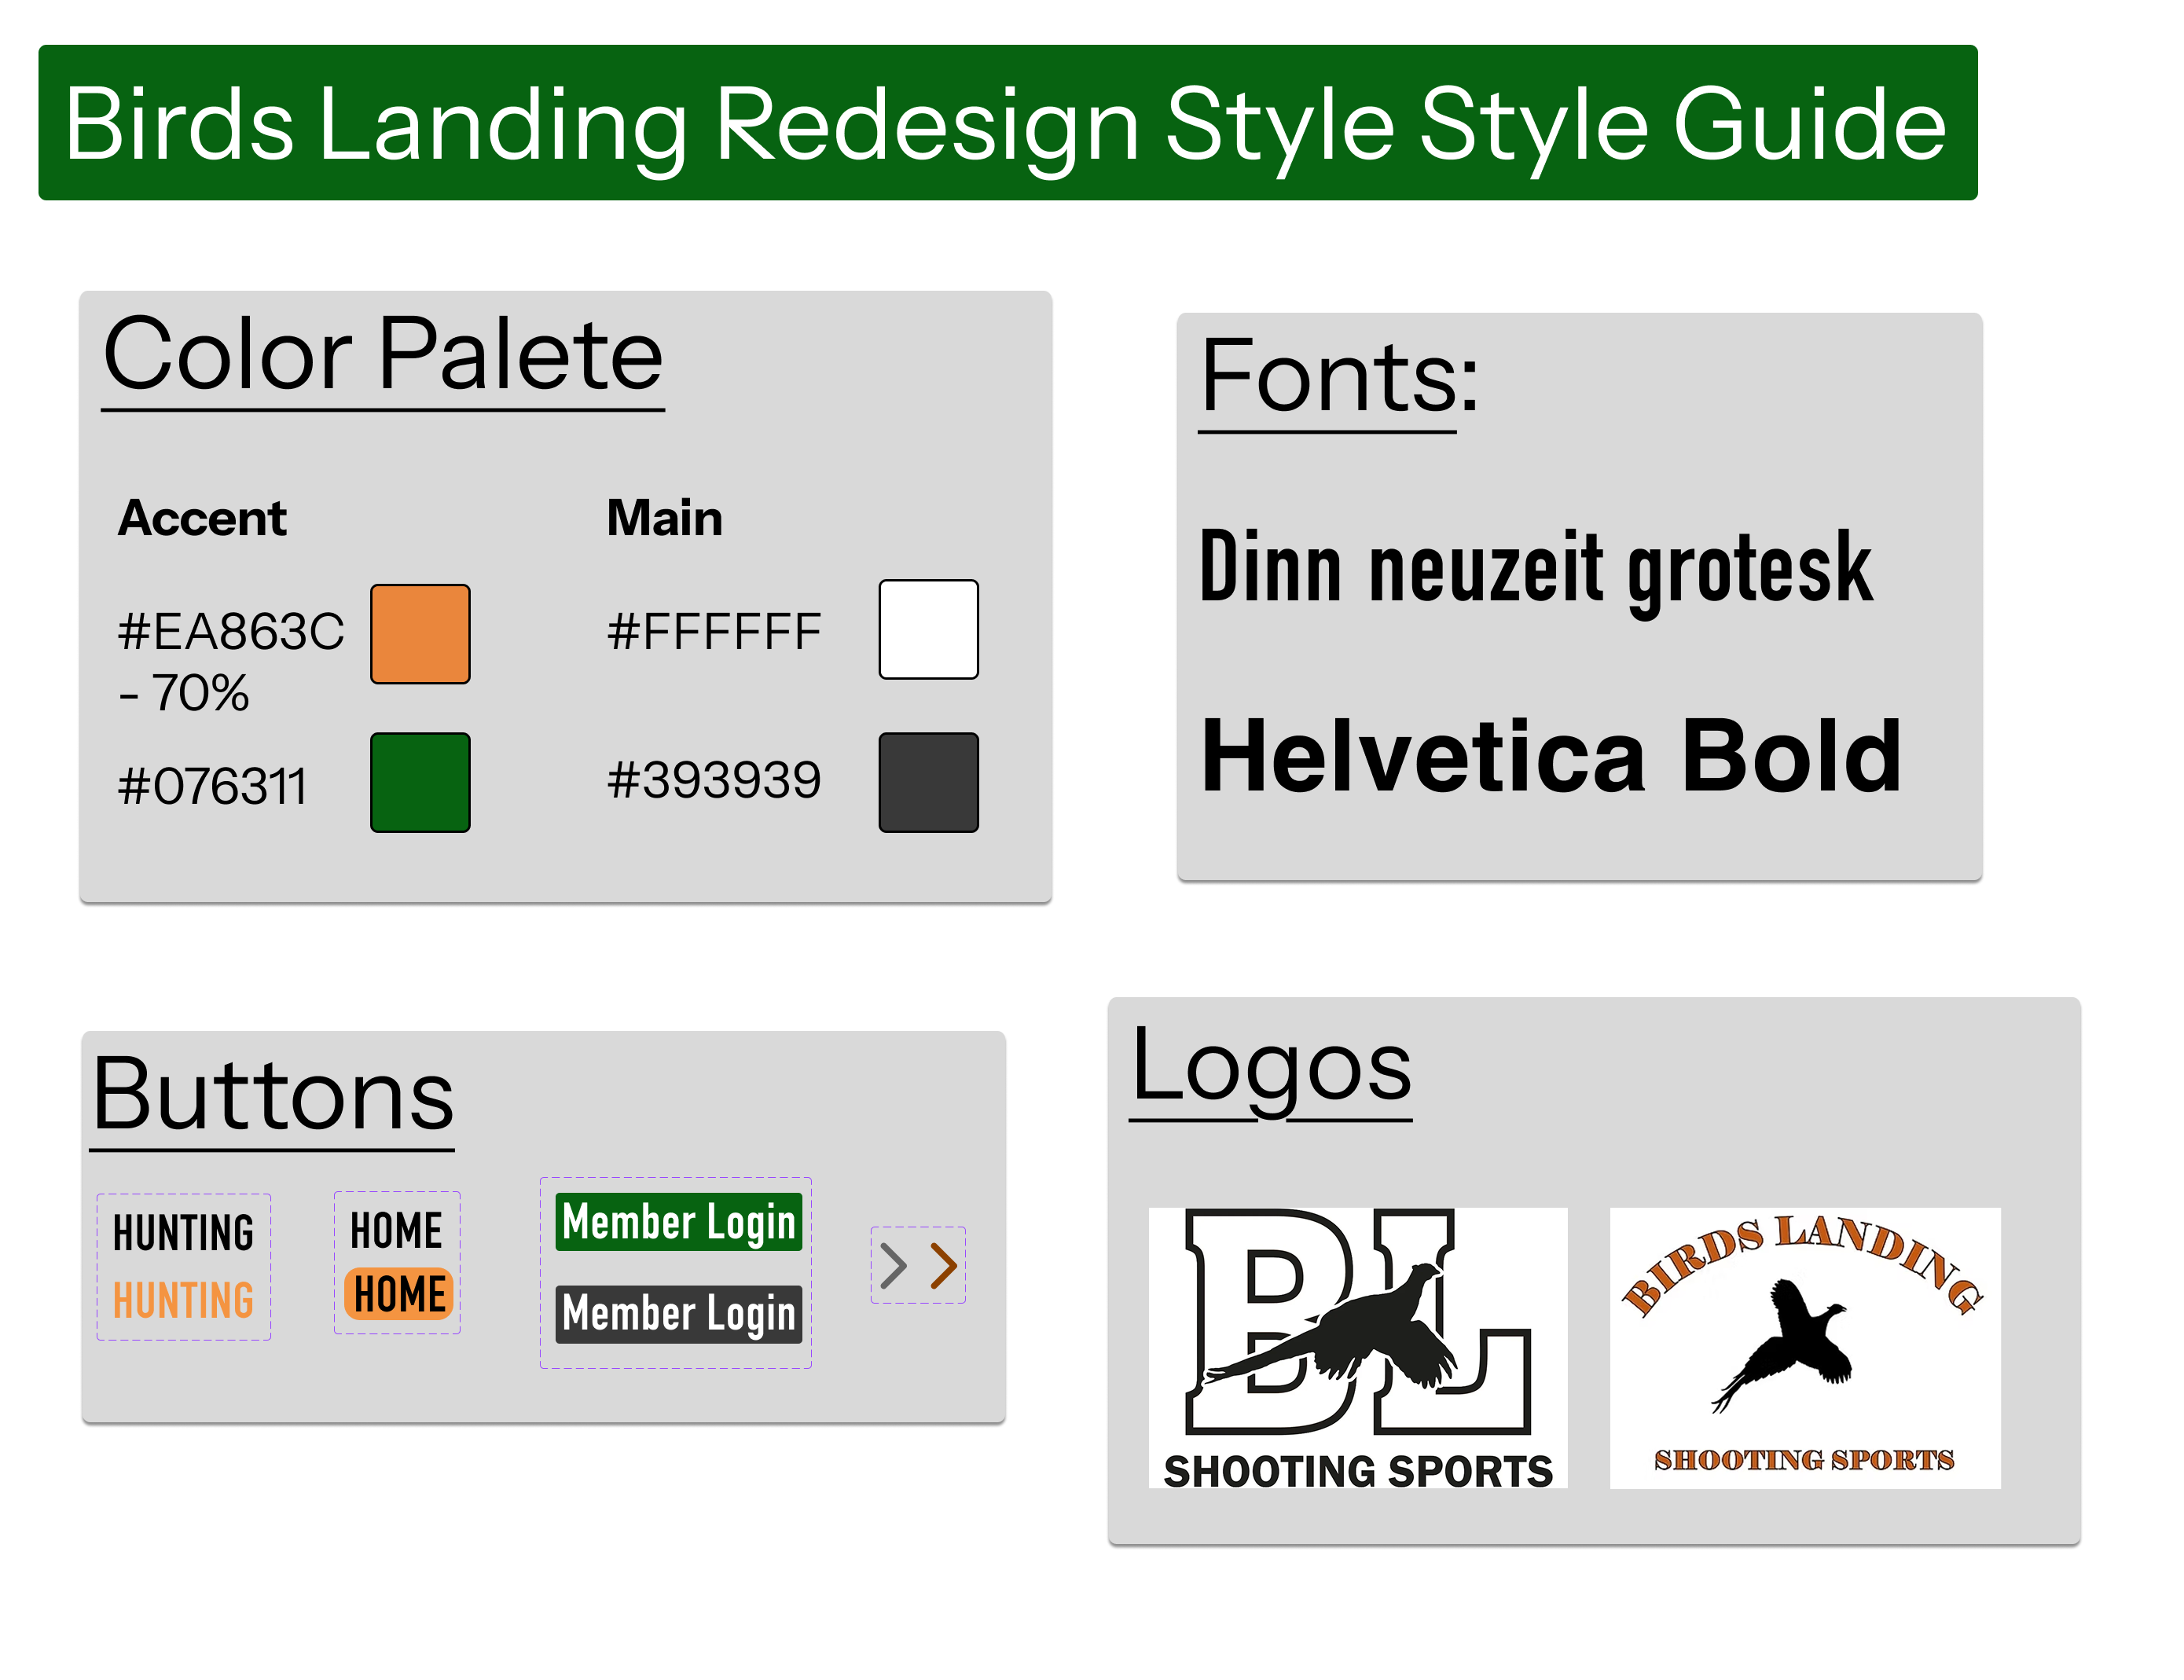 Birds Landing Redesign Style Style Guide
Color Palete
Accent
Main
#EA863C
- 70%
#FFFFFF
#076311
#393939
Fonts:
Dinn neuzeit grotesk
Helvetica Bold
Buttons
HUNTING
HUNTING
HOME
HOME
Member Login
Member Login
Logos
BL
SHOOTING SPORTS
BIRDS LANDING
SHOOTING SPORTS